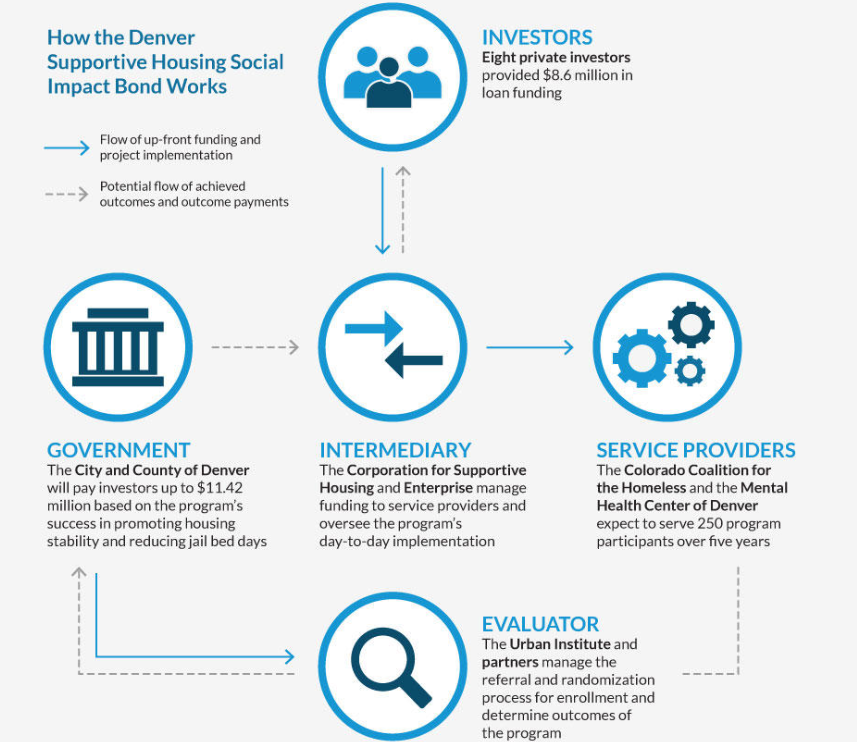 How the Denver
Supportive Housing Social
Impact Bond Works
Flow of up-front funding and
project implementation
Potential flow of achieved
outcomes and outcome payments
INVESTORS
Eight private investors
provided $8.6 million in
loan funding
GOVERNMENT
The City and County of Denver
will pay investors up to $11.42
million based on the program's
success in promoting housing
stability and reducing jail bed days
INTERMEDIARY
The Corporation for Supportive
Housing and Enterprise manage
funding to service providers and
oversee the program's
day-to-day implementation
SERVICE PROVIDERS
The Colorado Coalition for
the Homeless and the Mental
Health Center of Denver
expect to serve 250 program
participants over five years
EVALUATOR
The Urban Institute and
partners manage the
referral and randomization
process for enrollment and
determine outcomes of
the program